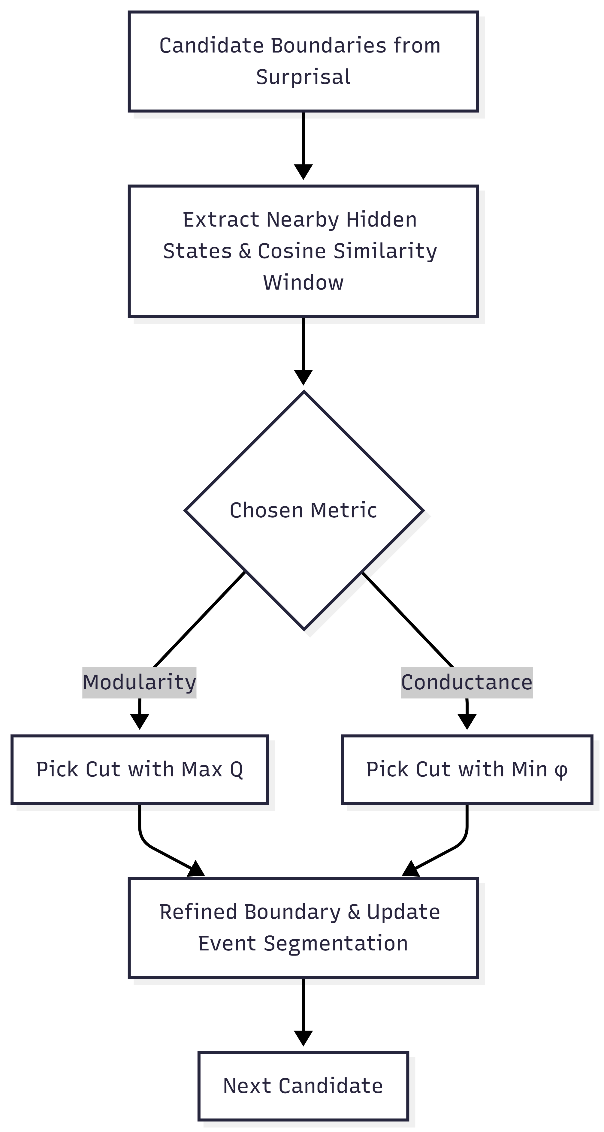 Candidate Boundaries from
Surprisal
Extract Nearby Hidden
States & Cosine Similarity
Window
Chosen Metric
Modularity
Conductance
Pick Cut with Max Q
Pick Cut with Min φ
Refined Boundary & Update
Event Segmentation
Next Candidate